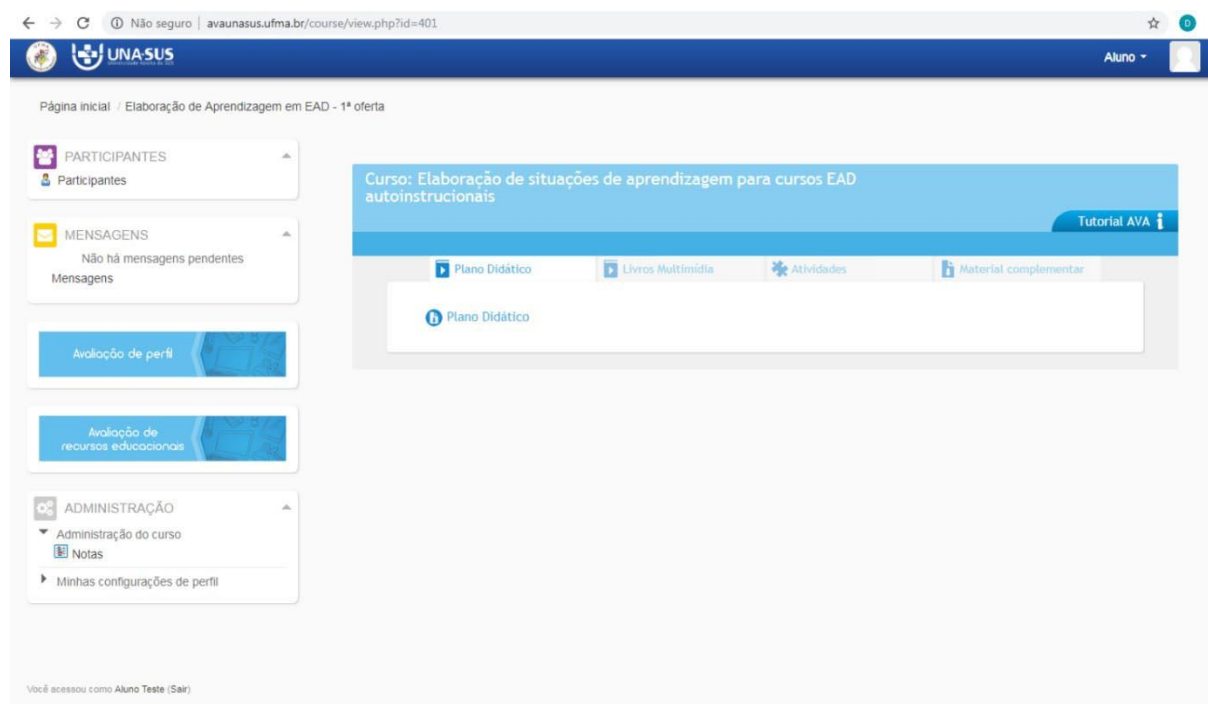 Não seguro | avaunasus.ufma.br/course/view.php?id=401
D
UNA-SUS
Aluno
Página inicial / Elaboração de Aprendizagem em EAD - 1ª oferta
PARTICIPANTES
Participantes
MENSAGENS
Não há mensagens pendentes
Mensagens
Avaliação de perfil
Avaliação de
recursos educacionais
ADMINISTRAÇÃO
Administração do curso
Notas
Minhas configurações de perfil
Curso: Elaboração de situações de aprendizagem para cursos EAD
autoinstrucionais
Tutorial AVA i
Plano Didático
Livros Multimídia
Atividades
Material complementar
Plano Didático
Você acessou como Aluno Teste (Sair)